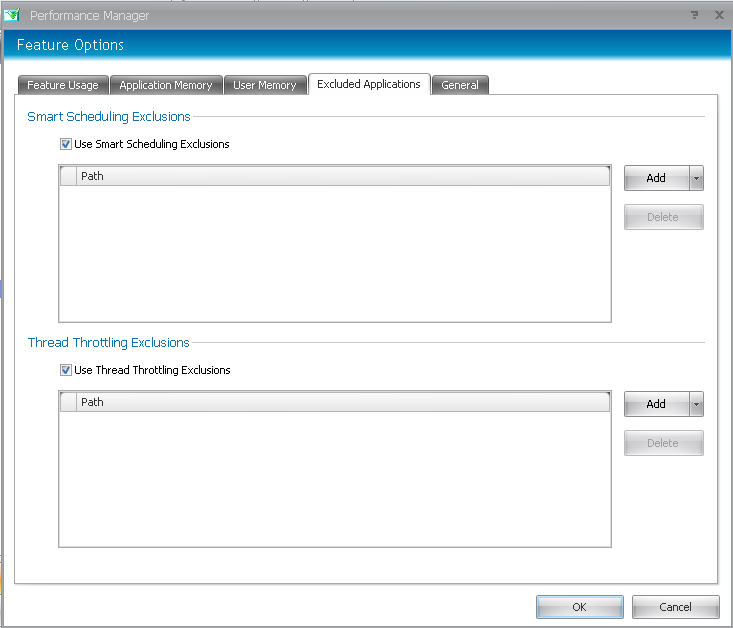 Performance Manager
Feature Options
Feature Usage Application Memory User Memory Excluded Applications General
Smart Scheduling Exclusions
Use Smart Scheduling Exclusions
Path
Add
Delete
Thread Throttling Exclusions
Use Thread Throttling Exclusions
Path
Add
Delete
OK Cancel